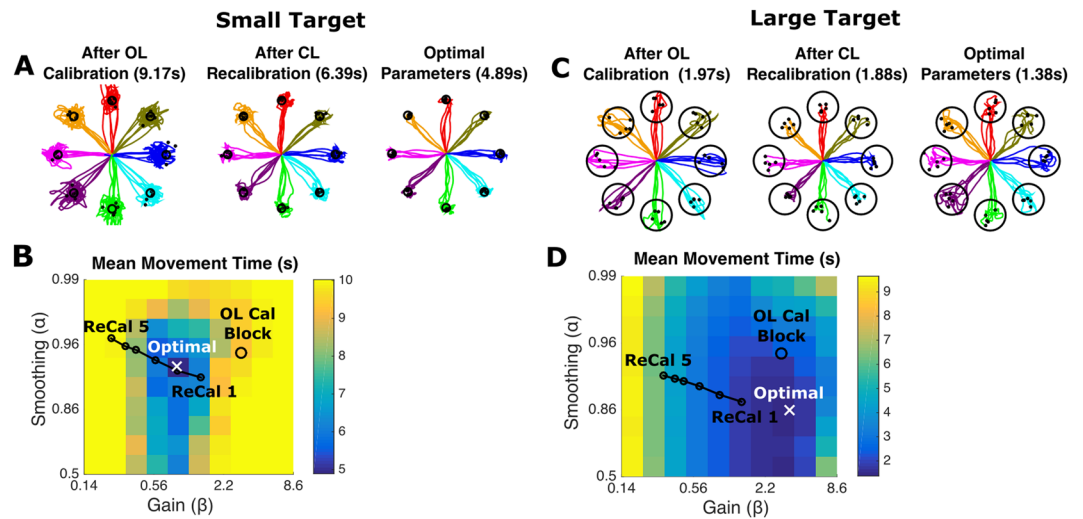 Small Target
Large Target
A
After OL
Calibration (9.17s)
After CL
Recalibration (6.39s)
Optimal
Parameters (4.89s)
C
After OL
Calibration (1.97s)
After CL
Recalibration (1.88s)
Optimal
Parameters (1.38s)
B
Mean Movement Time (s)
Smoothing (α)
0.99
0.96
0.86
0.5
0.14
0.56
2.2
8.6
Gain (β)
ReCal 5
Optimal
ReCal 1
OL Cal
Block
10
9
8
7
6
5
D
Mean Movement Time (s)
Smoothing (α)
0.99
0.96
0.86
0.5
0.14
0.56
2.2
8.6
Gain (β)
ReCal 5
ReCal 1
OL Cal
Block
Optimal
9
8
7
6
5
4
3
2